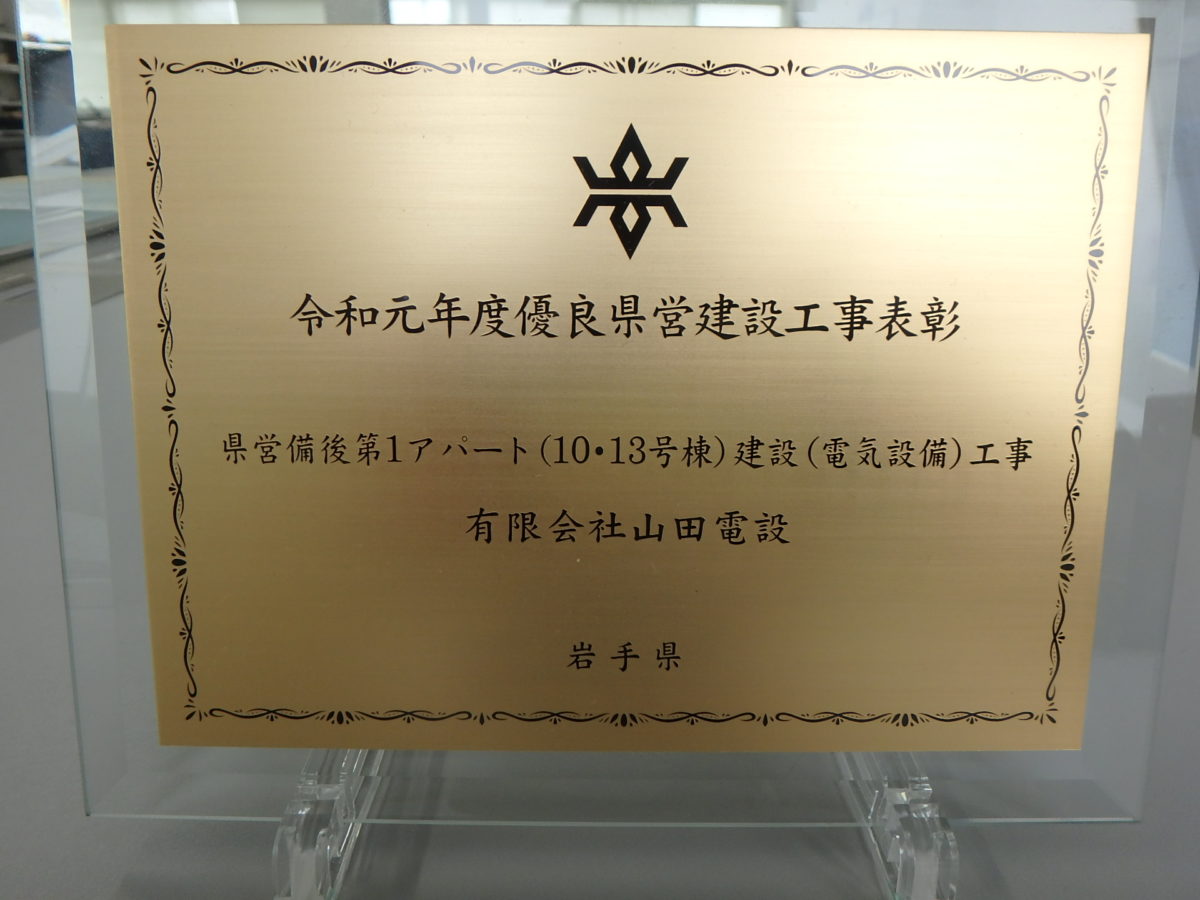 令和元年度優良県営建設工事表彰
県営備後第1アパート(10・13号棟)建設(電気設備)工事
有限会社山田電設
岩手県